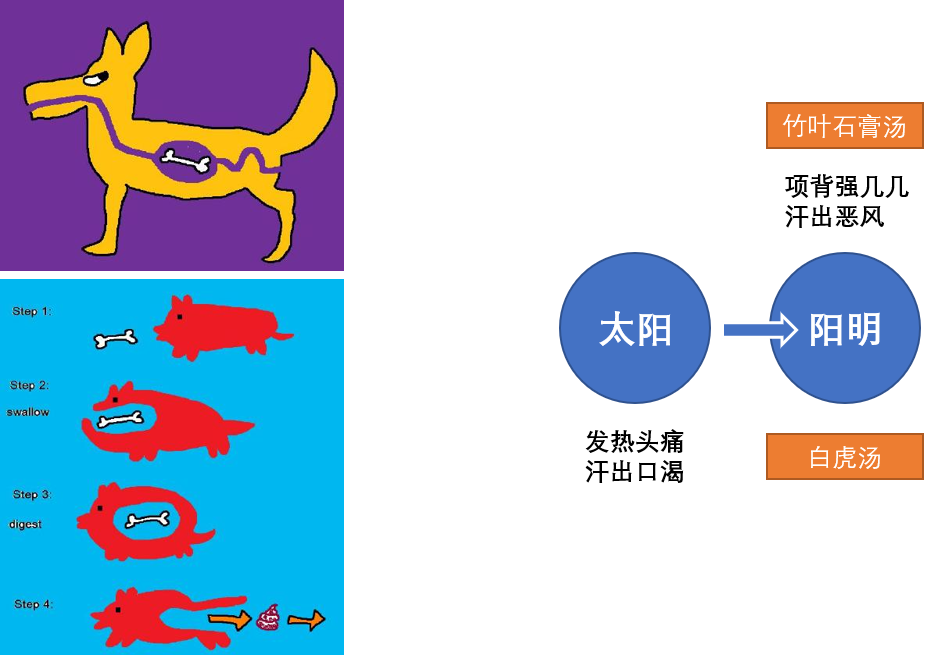 Step 1:
Step 2:
swallow
Step 3:
digest
Step 4:
竹叶石膏汤
项背强几几
汗出恶风
太阳
阳明
发热头痛
汗出口渴
白虎汤